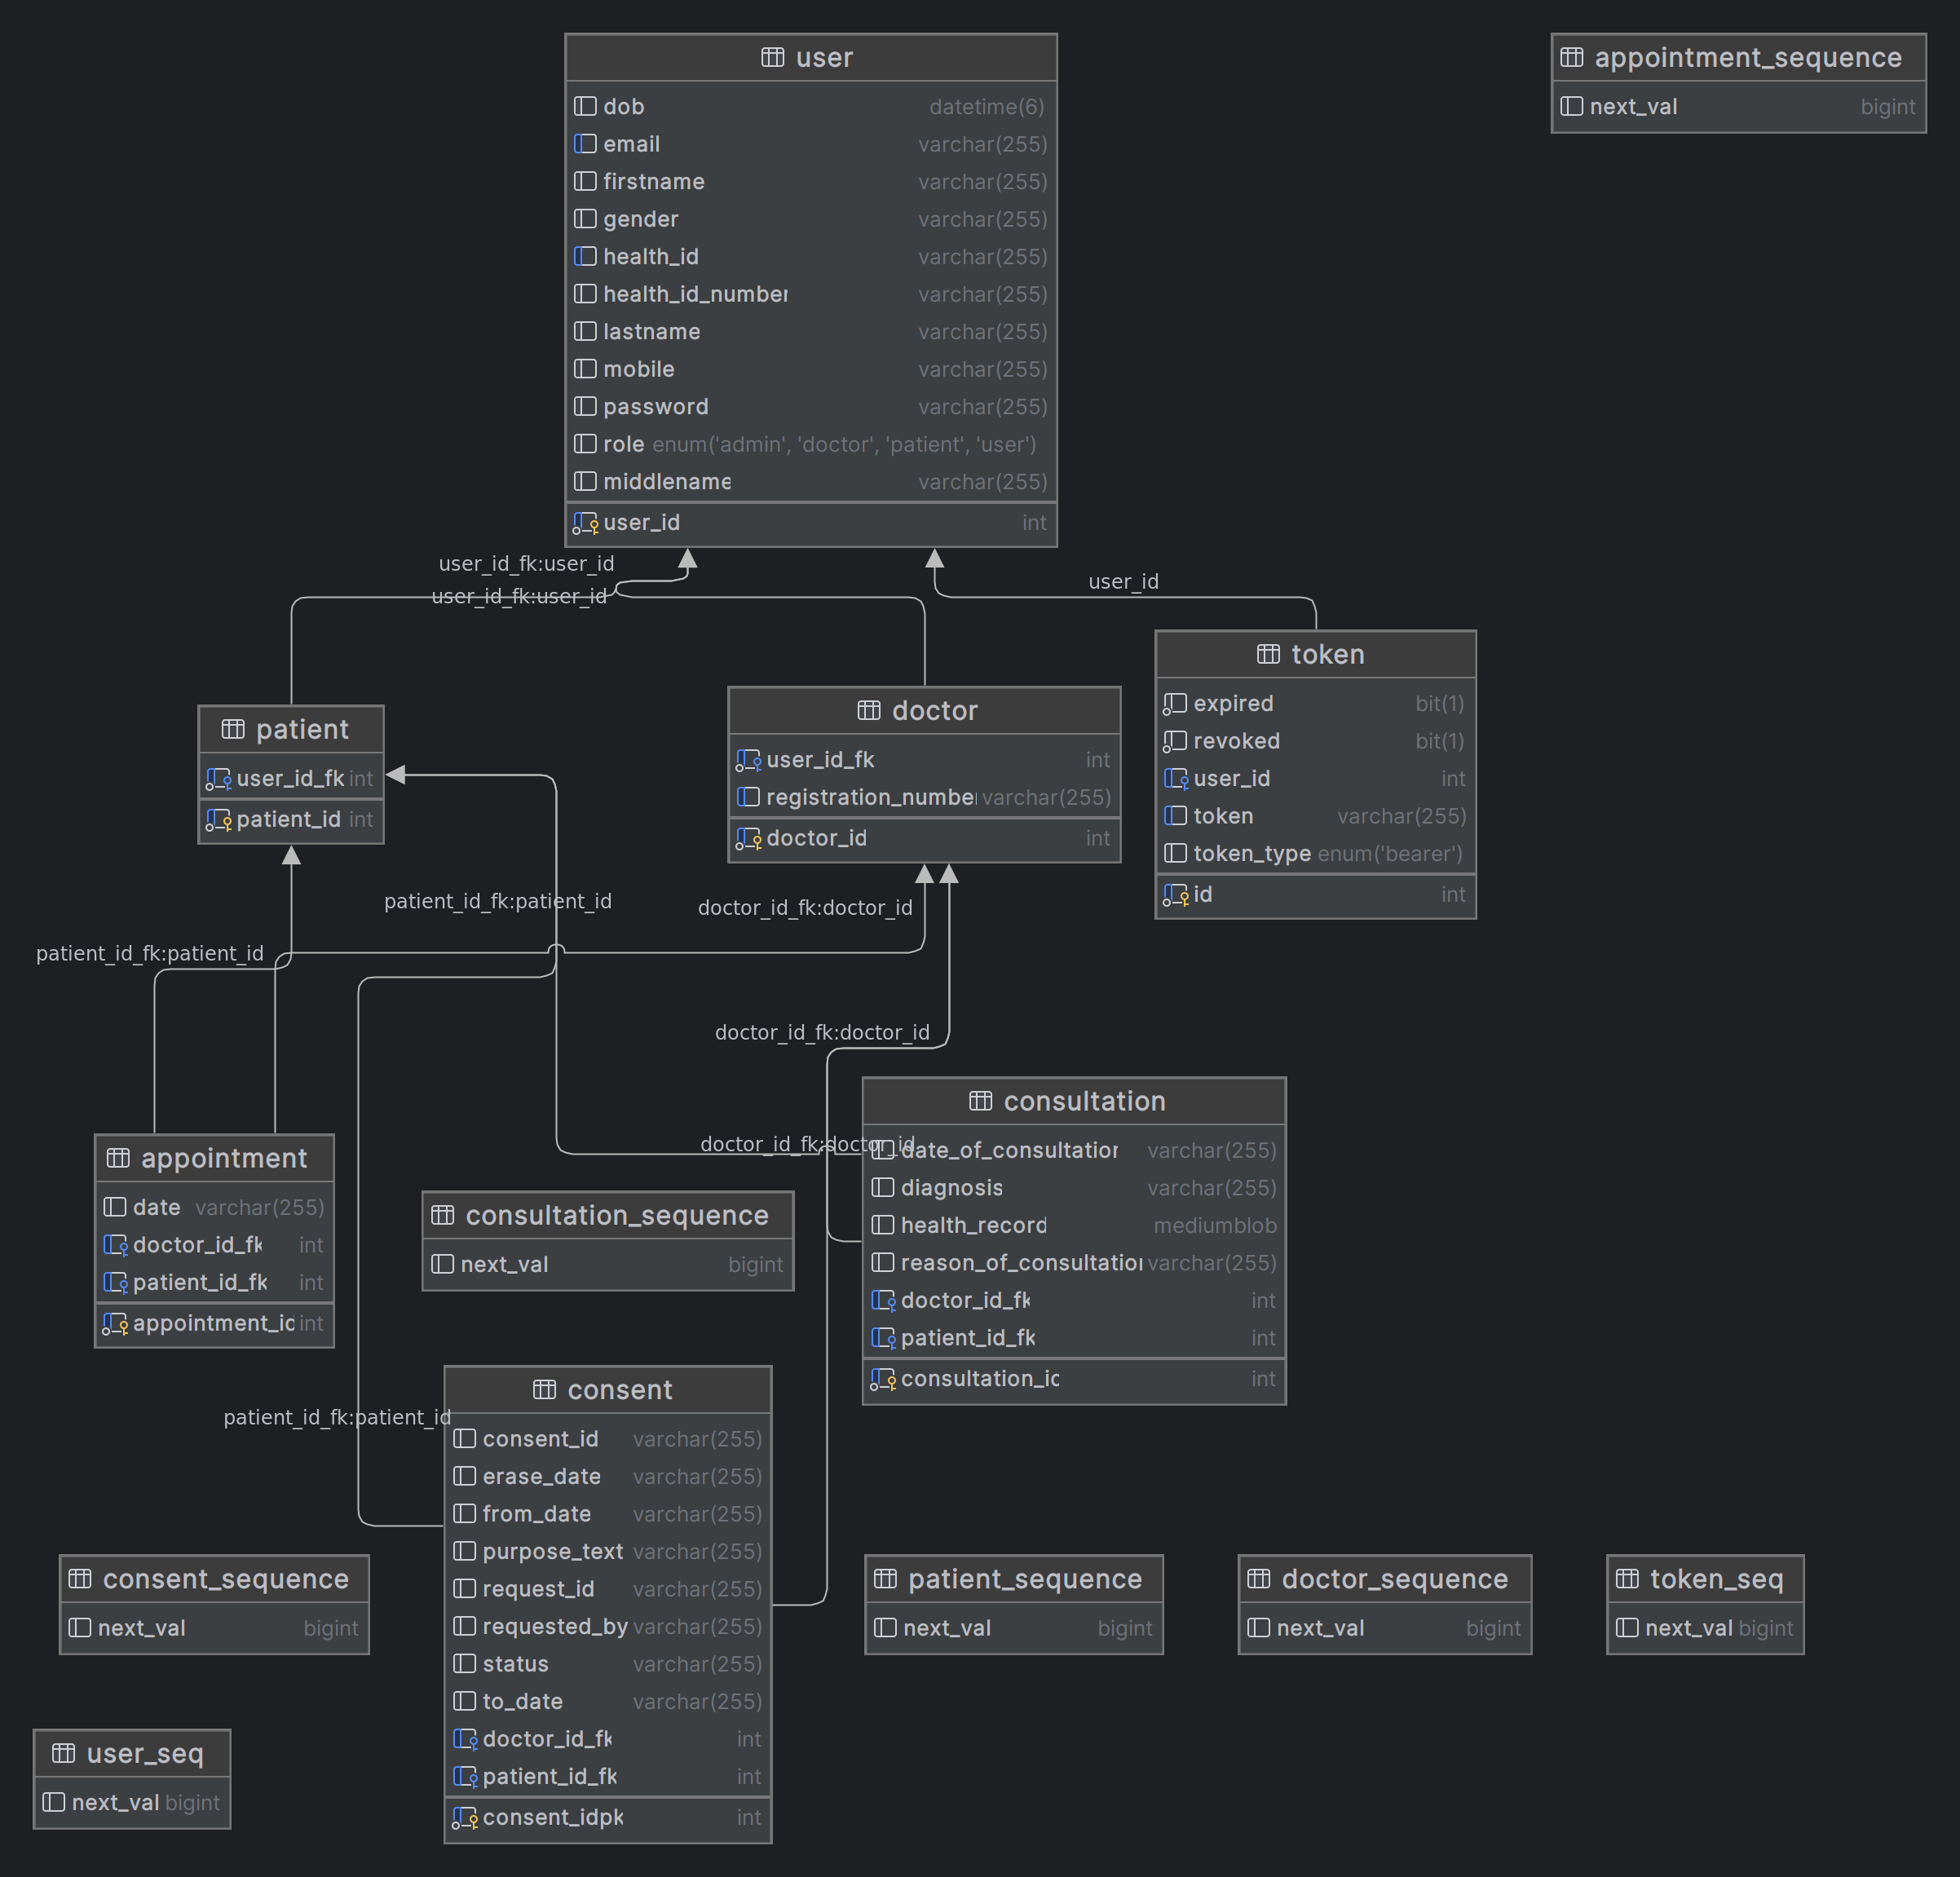 user
dob datetime(6)
email varchar(255)
firstname varchar(255)
gender varchar(255)
health_id varchar(255)
health_id_number varchar(255)
lastname varchar(255)
mobile varchar(255)
password varchar(255)
role enum('admin', 'doctor', 'patient', 'user')
middlename varchar(255)
user_id int
appointment_sequence
next_val bigint
user_id_fk:user_id
user_id_fk:user_id
user_id
patient
user_id_fk int
patient_id int
doctor
user_id_fk int
registration_numbe varchar(255)
doctor_id int
token
expired bit(1)
revoked bit(1)
user_id int
token varchar(255)
token_type enum('bearer')
id int
patient_id_fk:patient_id
doctor_id_fk:doctor_id
patient_id_fk:patient_id
doctor_id_fk:doctor_id
doctor_id_fk:doctor_id
appointment
date varchar(255)
doctor_id_fk int
patient_id_fk int
appointment_id int
consultation_sequence
next_val bigint
consultation
date_of_consultation varchar(255)
diagnosis varchar(255)
health_record mediumblob
reason_of_consultation varchar(255)
doctor_id_fk int
patient_id_fk int
consultation_id int
patient_id_fk:patient_id
consent
consent_id varchar(255)
erase_date varchar(255)
from_date varchar(255)
purpose_text varchar(255)
request_id varchar(255)
requested_by varchar(255)
status varchar(255)
to_date varchar(255)
doctor_id_fk int
patient_id_fk int
consent_idpk int
consent_sequence
next_val bigint
patient_sequence
next_val bigint
doctor_sequence
next_val bigint
token_seq
next_val bigint
user_seq
next_val bigint